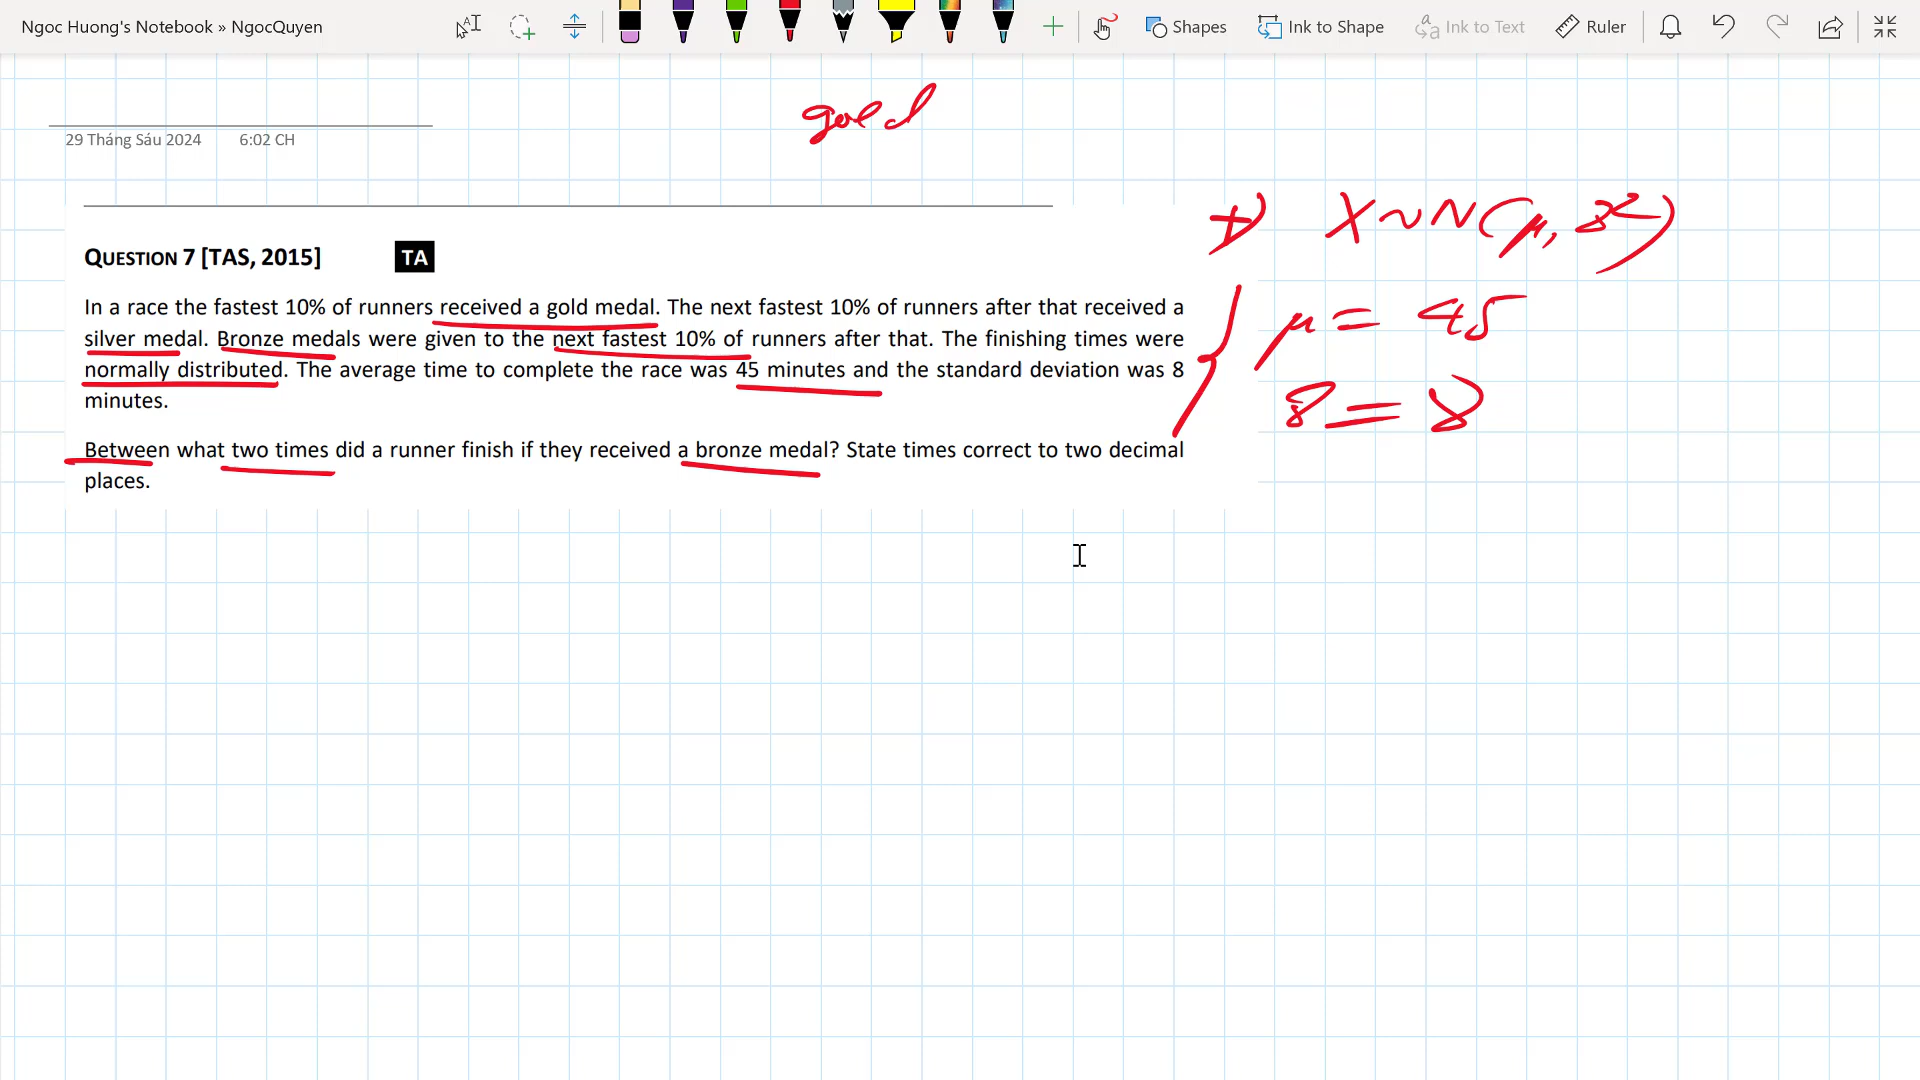 Ngoc Huong's Notebook » NgocQuyen
Shapes
Ink to Shape
Ink to Text
Ruler
gold
29 Tháng Sáu 2024 6:02 CH
QUESTION 7 [TAS, 2015] TA
In a race the fastest 10% of runners received a gold medal. The next fastest 10% of runners after that received a
silver medal. Bronze medals were given to the next fastest 10% of runners after that. The finishing times were
normally distributed. The average time to complete the race was 45 minutes and the standard deviation was 8
minutes.
Between what two times did a runner finish if they received a bronze medal? State times correct to two decimal
places.
X~N(μ, 8²)
μ = 45
8 = 8